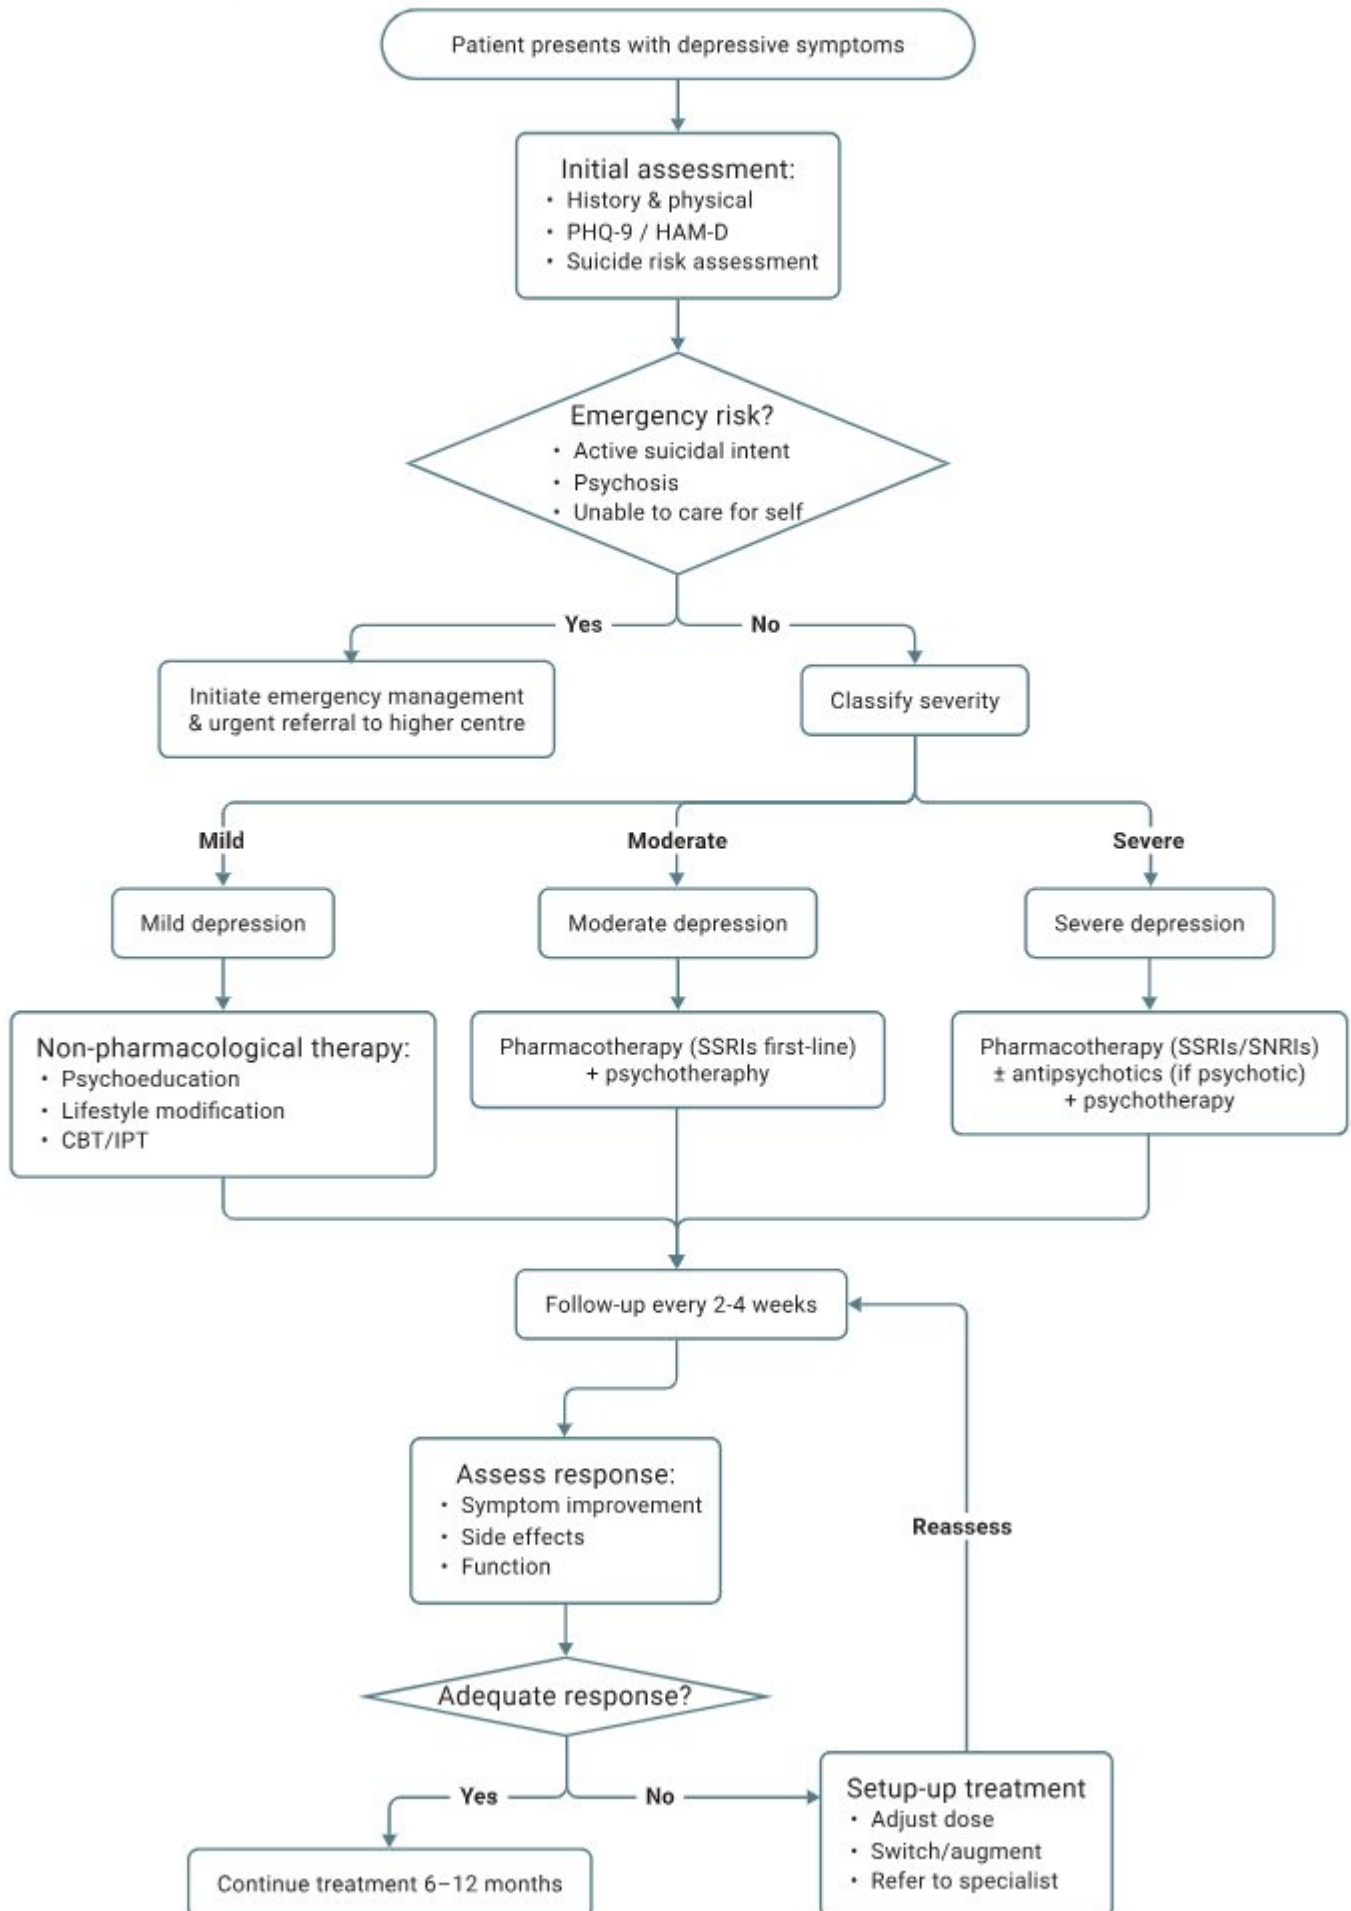 Patient presents with depressive symptoms
Initial assessment:
• History & physical
• PHQ-9 / HAM-D
• Suicide risk assessment
Emergency risk?
• Active suicidal intent
• Psychosis
• Unable to care for self
Yes
No
Initiate emergency management
& urgent referral to higher centre
Classify severity
Mild
Moderate
Severe
Mild depression
Moderate depression
Severe depression
Non-pharmacological therapy:
• Psychoeducation
• Lifestyle modification
• CBT/IPT
Pharmacotherapy (SSRIs first-line)
+ psychotheraphy
Pharmacotherapy (SSRIs/SNRIs)
± antipsychotics (if psychotic)
+ psychotherapy
Follow-up every 2-4 weeks
Assess response:
• Symptom improvement
• Side effects
• Function
Reassess
Adequate response?
Yes
No
Setup-up treatment
• Adjust dose
• Switch/augment
• Refer to specialist
Continue treatment 6–12 months